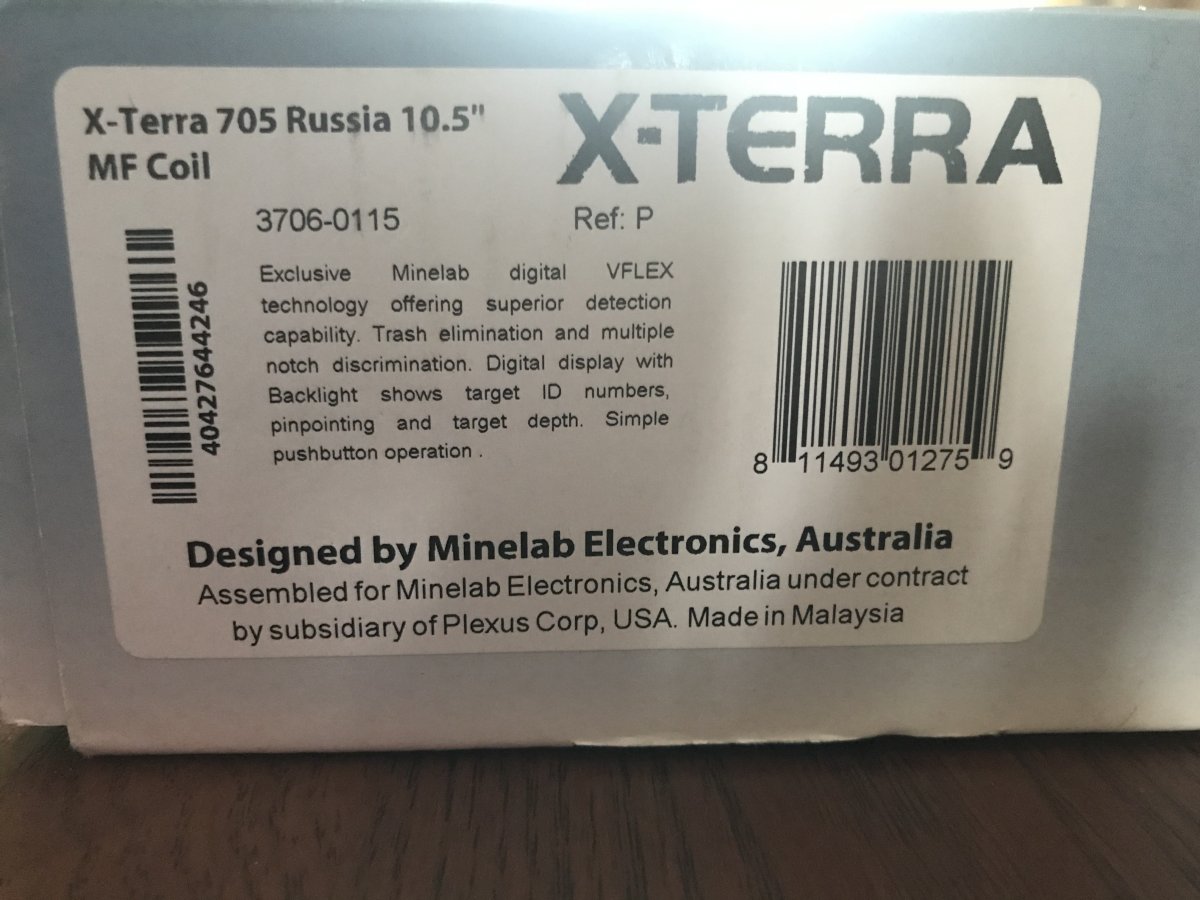 X-Terra 705 Russia 10.5"
MF Coil
X-TERRA
3706-0115
Ref: P
40427644246
Exclusive Minelab digital VFLEX
technology offering superior detection
capability. Trash elimination and multiple
notch discrimination. Digital display with
Backlight shows target ID numbers,
pinpointing and target depth. Simple
pushbutton operation .
8 11493 01275 9
Designed by Minelab Electronics, Australia
Assembled for Minelab Electronics, Australia under contract
by subsidiary of Plexus Corp, USA. Made in Malaysia